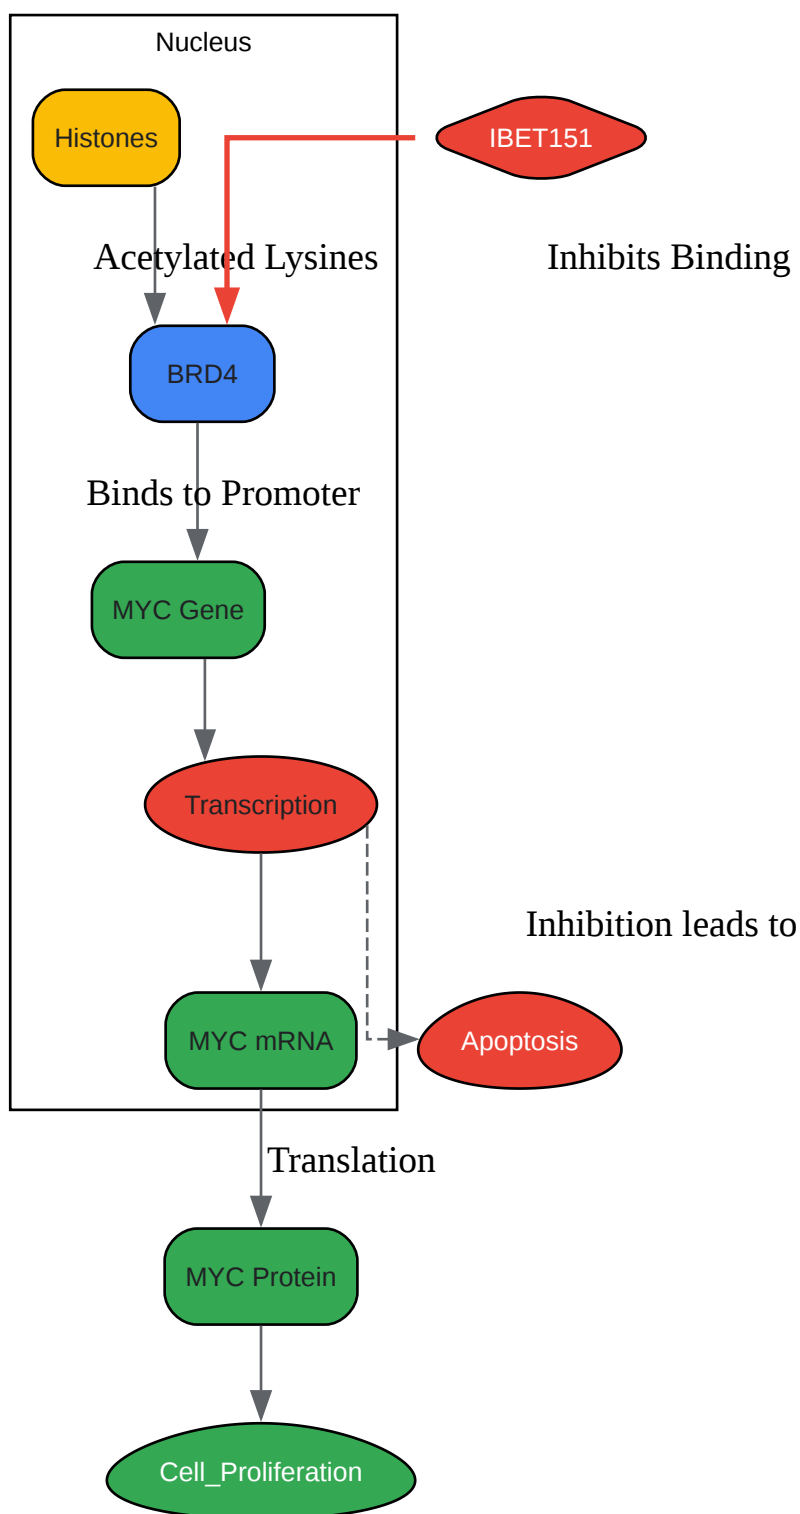 Nucleus
Histones
IBET151
Acetylated Lysines
Inhibits Binding
BRD4
Binds to Promoter
MYC Gene
Transcription
Inhibition leads to
MYC mRNA
Apoptosis
Translation
MYC Protein
Cell_Proliferation